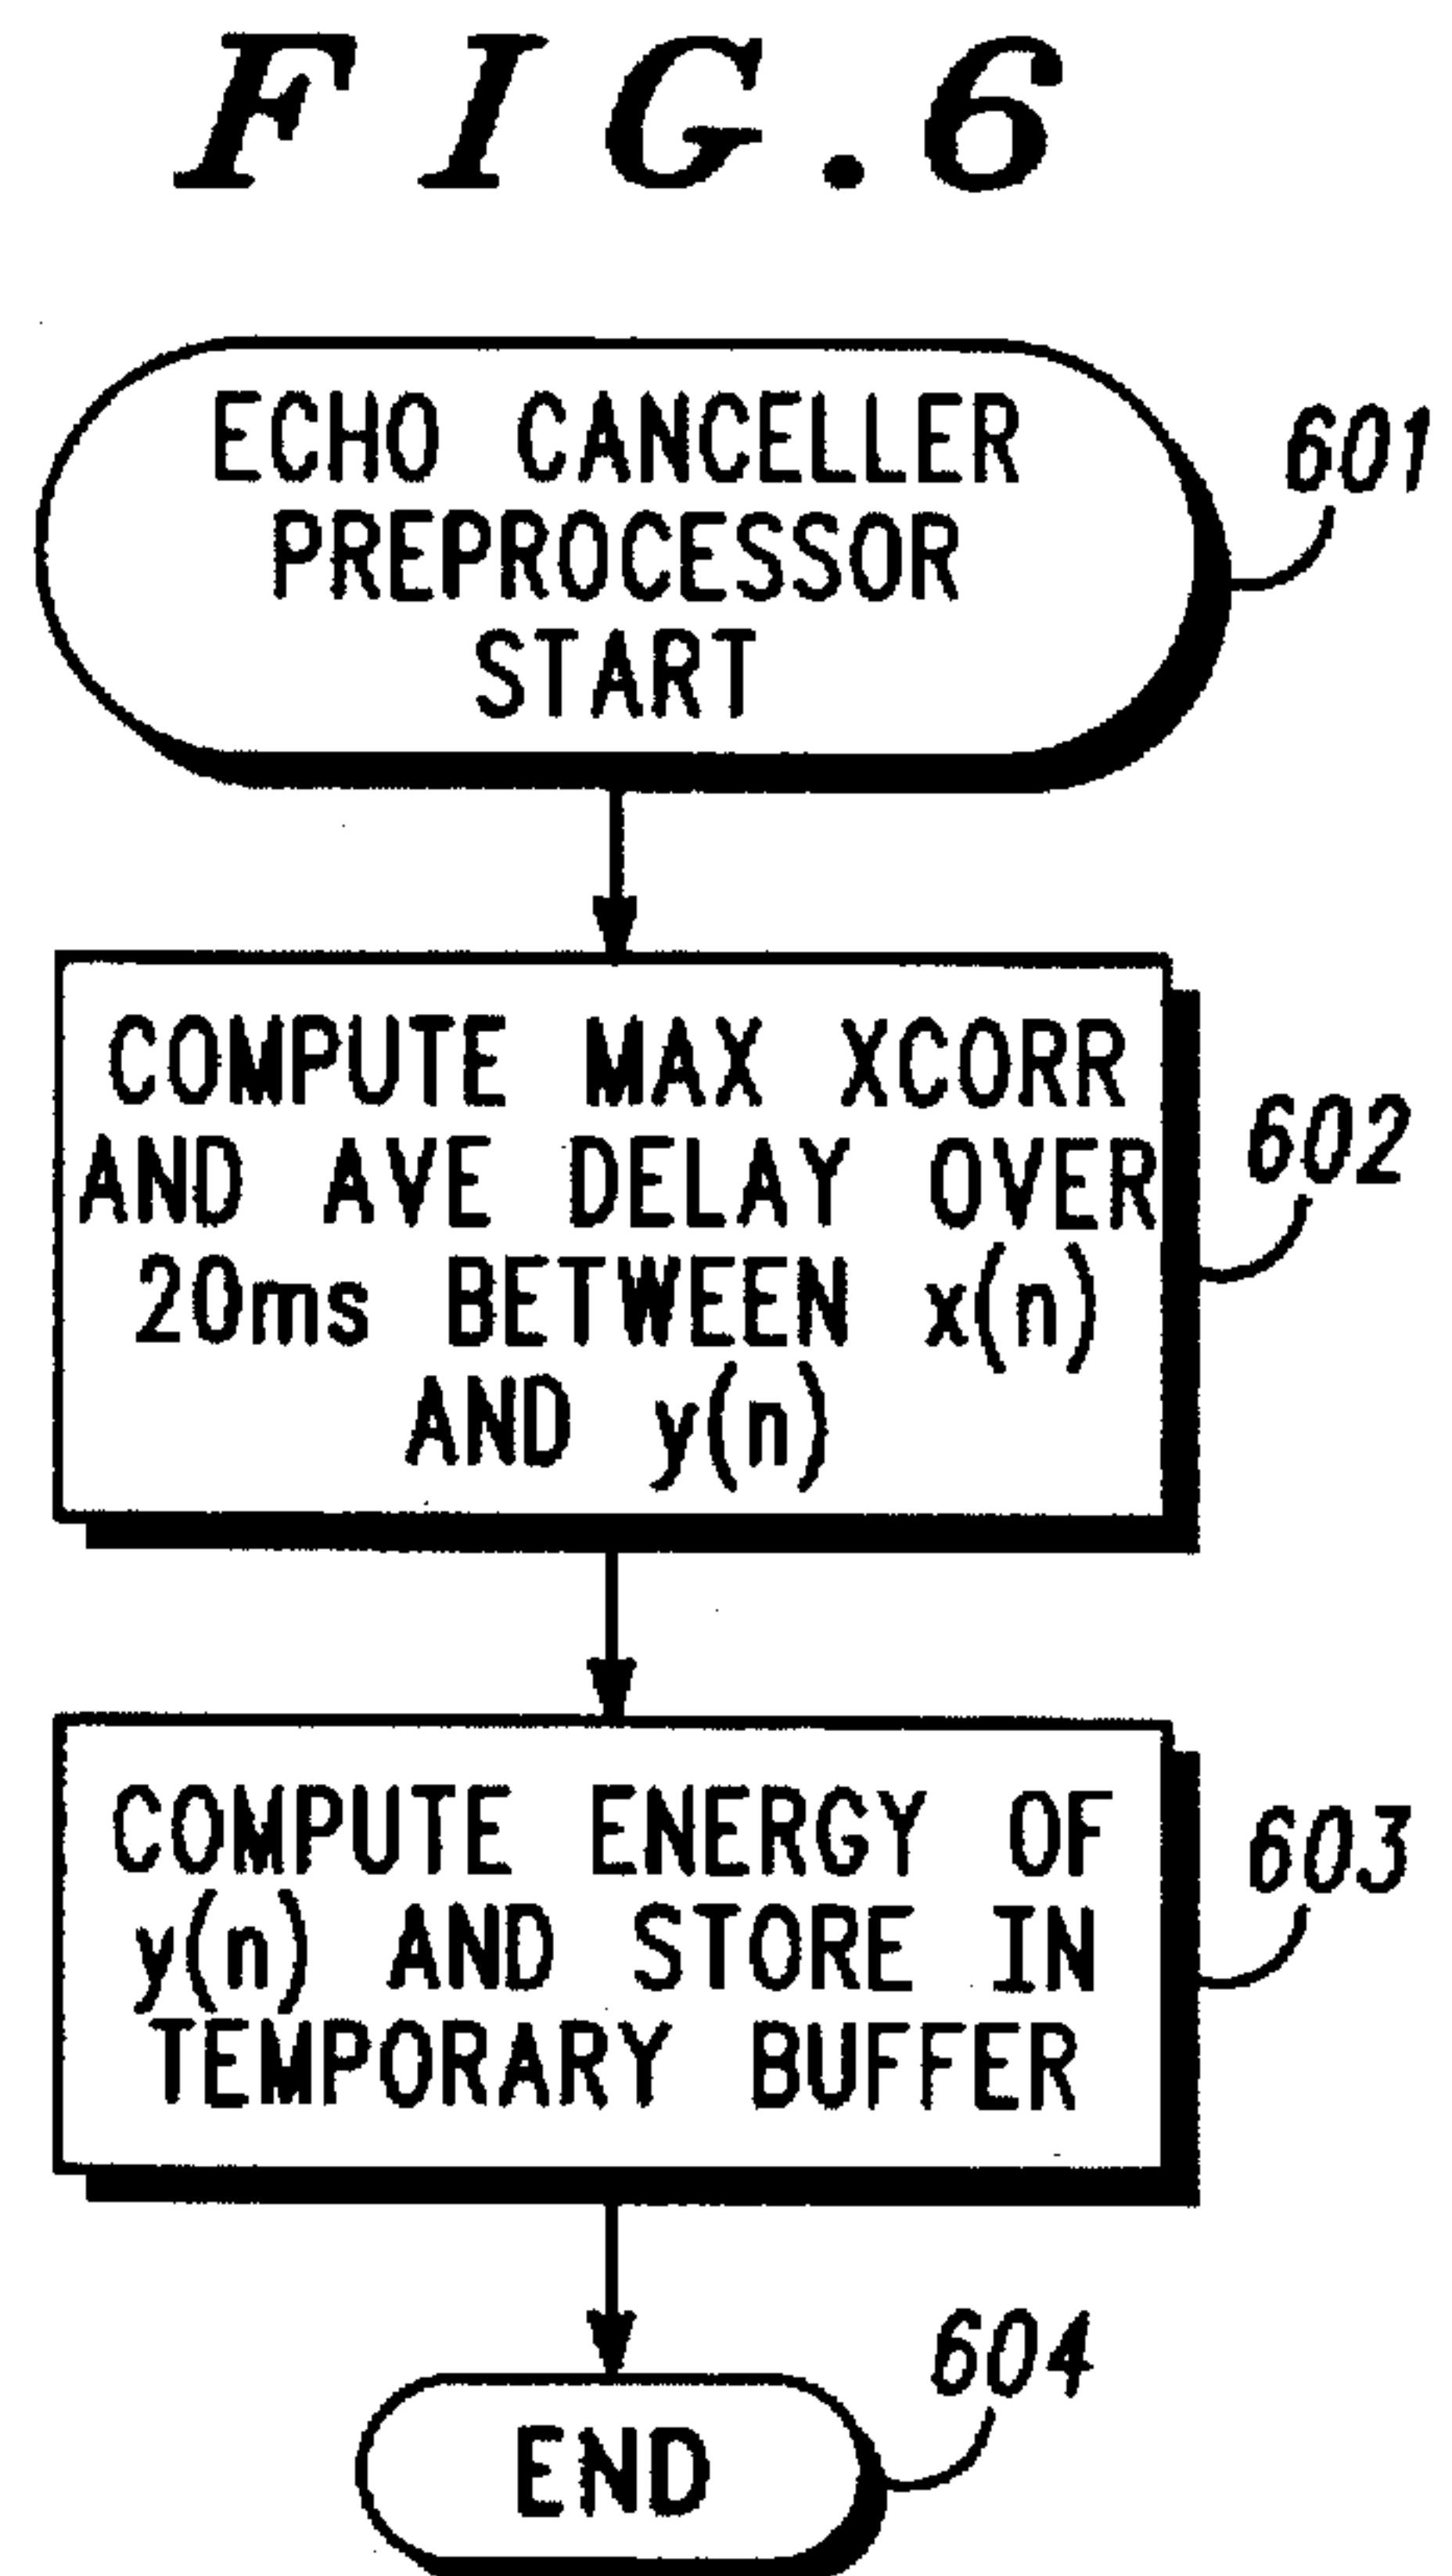 FIG.6
ECHO CANCELLER
PREPROCESSOR
START
601
COMPUTE MAX XCORR
AND AVE DELAY OVER
20ms BETWEEN x(n)
AND y(n)
602
COMPUTE ENERGY OF
y(n) AND STORE IN
TEMPORARY BUFFER
603
604
END